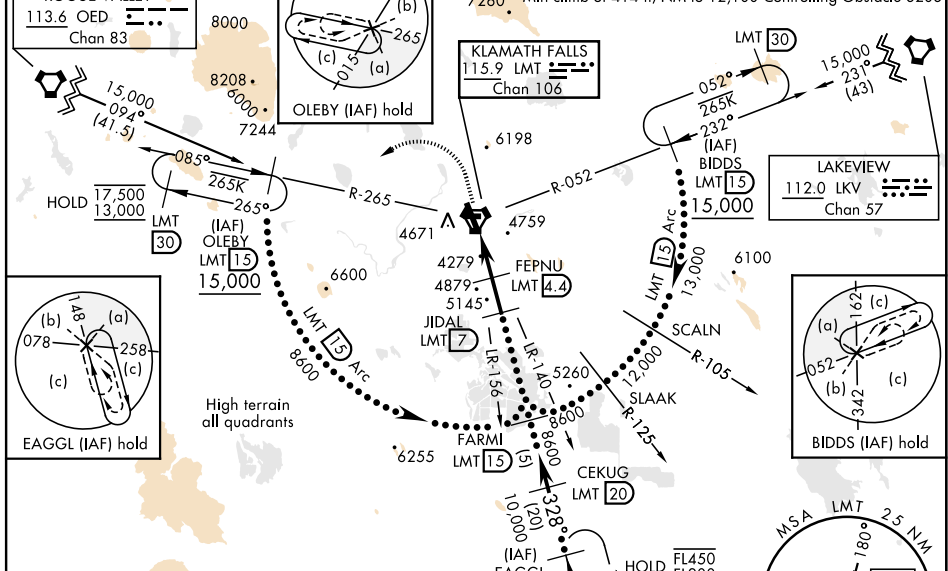 113.6 OED
Chan 83
8000
8208
6000
7244
(b)
265
(c)
(a)
015
OLEBY (IAF) hold
7260
KLAMATH FALLS
115.9 LMT
Chan 106
LMT 30
15,000
231°
(43)
052°
265K
232°
(IAF)
BIDDS
LMT 15
15,000
LAKEVIEW
112.0 LKV
Chan 57
15,000
094°
(41.5)
085°
265K
265°
HOLD 17,500
13,000
LMT
30
(IAF)
OLEBY
LMT 15
15,000
R-265
R-052
6198
4671
4759
4279
4879
5145
FEPNU
LMT 4.4
JIDAL
LMT 7
LR-156
LR-140
6600
LMT 15 Arc
8600
LMT 15 Arc
13,000
6100
SCALN
R-105
12,000
SLAAK
R-125
5260
8600
148
(b)
(a)
078
258
(c)
(c)
EAGGL (IAF) hold
162
(c)
(a)
052
(b)
(c)
342
BIDDS (IAF) hold
High terrain
all quadrants
6255
FARMI
LMT 15
(5)
8600
CEKUG
LMT 20
328°
(20)
10,000
(IAF)
EAGGL
HOLD FL450
MSA LMT 25 NM
180°